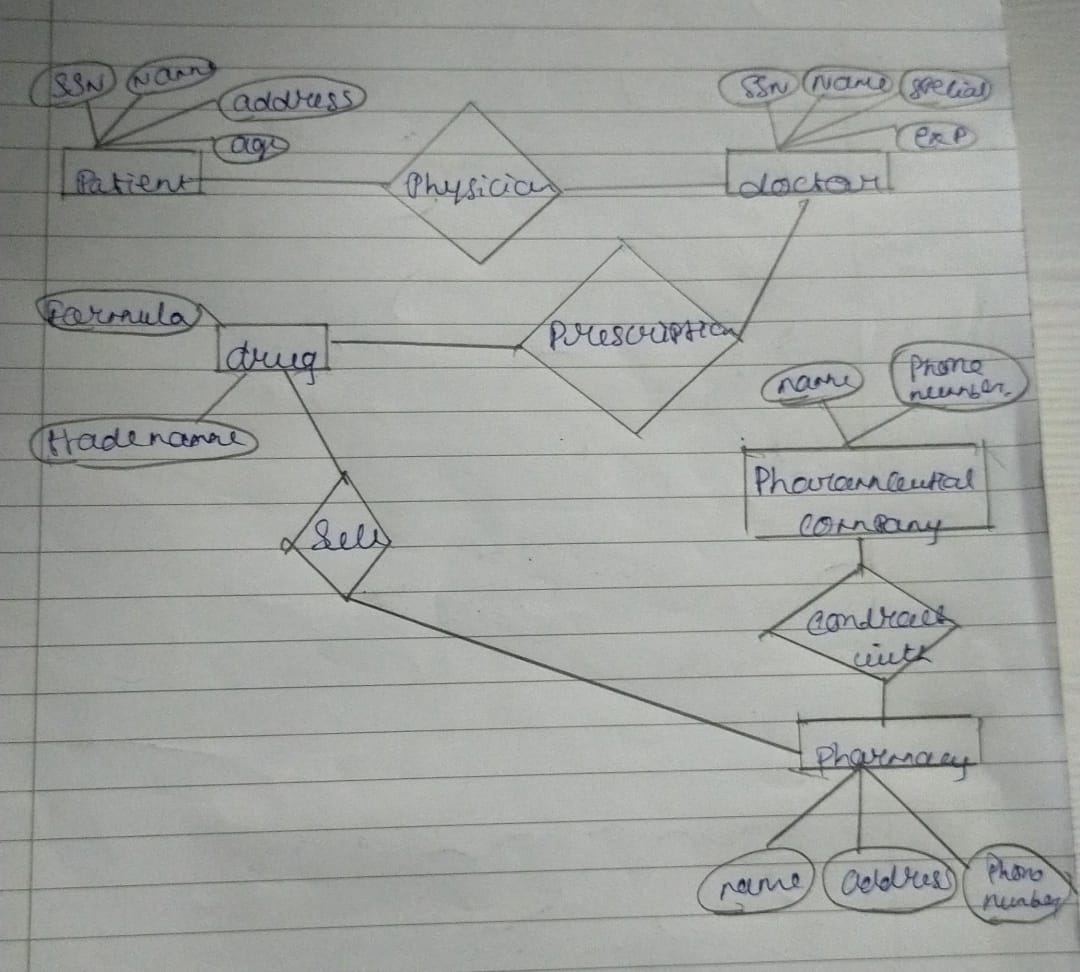 SSN Name SSN Name special
address
age exp
Patient Physician doctor
Formula
drug Prescription
name Phone
number
tradename
Pharamceutial
company
Sell
Contract
with
Pharmacy
name address Phone
number